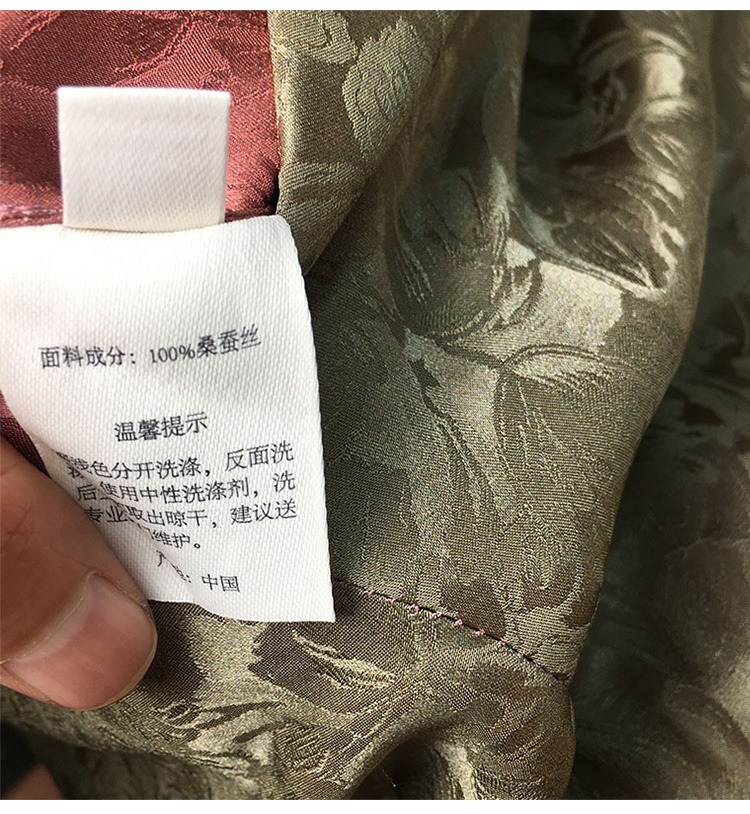 面料成分：100%桑蚕丝
温馨提示
浅色分开洗涤，反面洗
后使用中性洗涤剂，洗
专业取出晾干，建议送
维护。
：中国